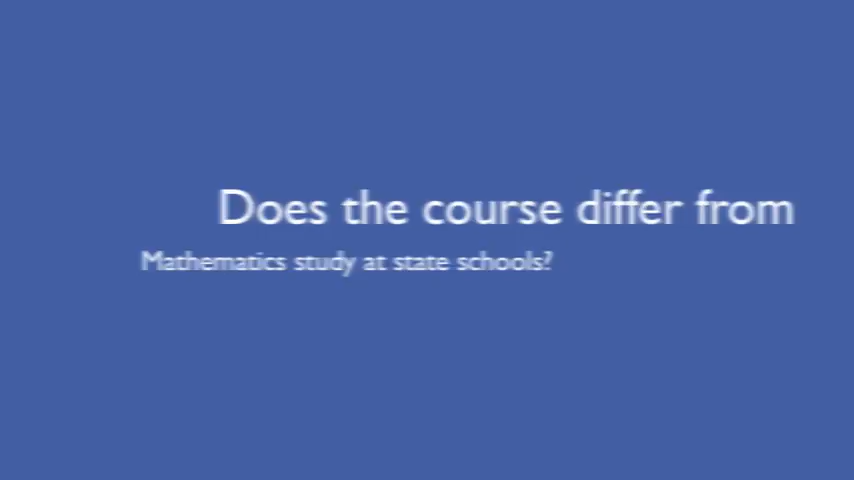 Does the course differ from
Mathematics study at state schools?